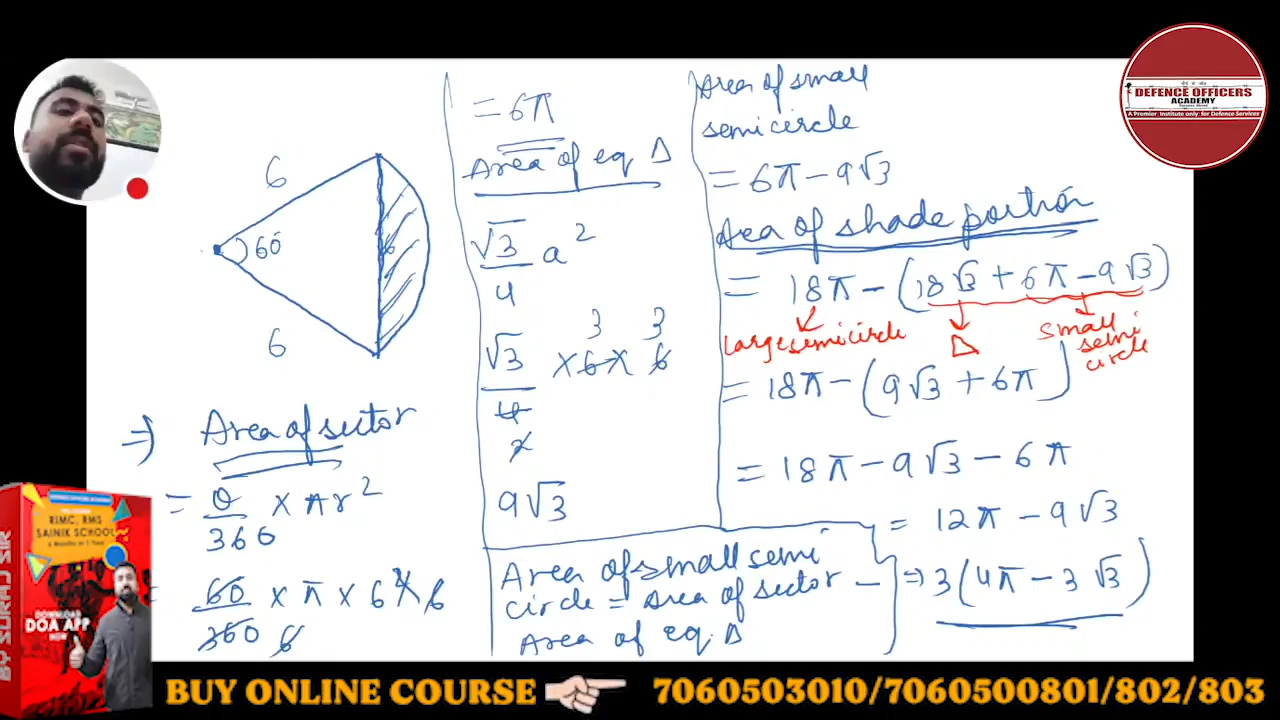 6
60°
6
⇒ Area of sector
= θ/360 × πr²
= 60/360 6 × π × 6 × 6
= 6π
Area of eq Δ
√3/4 a²
3 3
√3/4 × 6 × 6
2
9√3
Area of small semi
circle = Area of sector –
Area of eq. Δ
Area of small
semicircle
= 6π – 9√3
Area of shade portion
= 18π – (18√3 + 6π – 9√3)
large semicircle
Δ
small
semi
circle
= 18π – (9√3 + 6π)
= 18π – 9√3 – 6π
= 12π – 9√3
⇒ 3(4π – 3√3)
DEFENCE OFFICERS
ACADEMY
A Premier Institute only for Defence Services
BY SURAJ SIR
RIMC, RMS
SAINIK SCHOOL
DOWNLOAD
DOA APP
NOW
BUY ONLINE COURSE 7060503010/7060500801/802/803